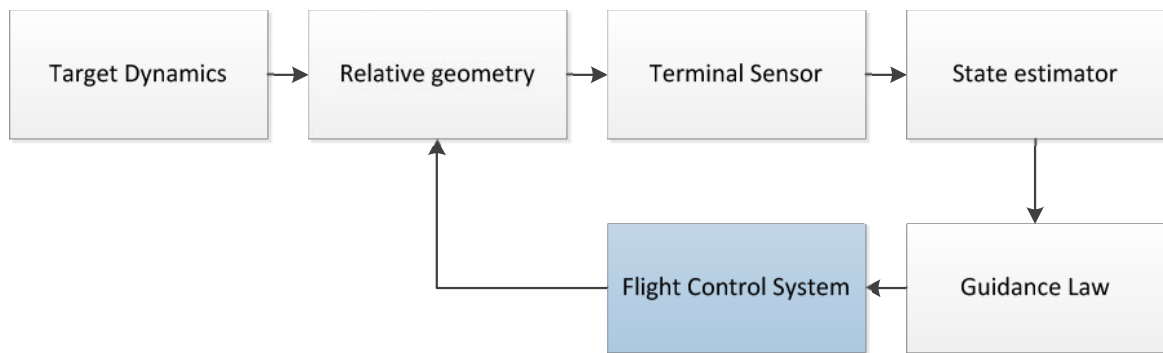 Target Dynamics
Relative geometry
Terminal Sensor
State estimator
Flight Control System
Guidance Law